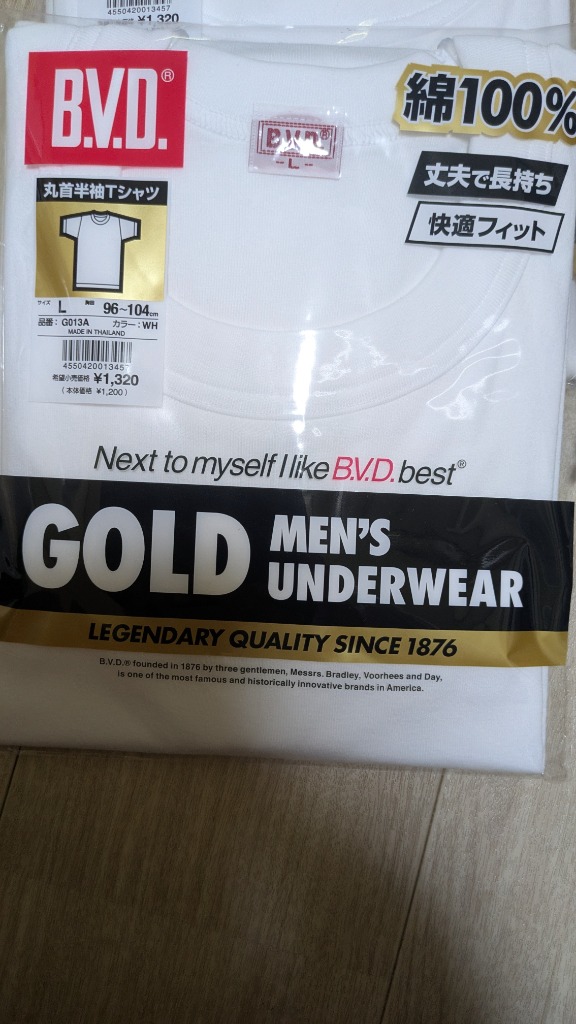 4550420013457
¥1,320
B.V.D.®
丸首半袖Tシャツ
サイズ L 胸囲 96~104cm
品番:G013A カラー:WH
MADE IN THAILAND
4550420013457
希望小売価格 ¥1,320
(本体価格 ¥1,200)
B.V.D.®
-L-
綿100%
丈夫で長持ち
快適フィット
Next to myself I like B.V.D. best®
GOLD MEN'S
UNDERWEAR
LEGENDARY QUALITY SINCE 1876
B.V.D.® founded in 1876 by three gentlemen, Messrs. Bradley, Voorhees and Day,
is one of the most famous and historically innovative brands in America.